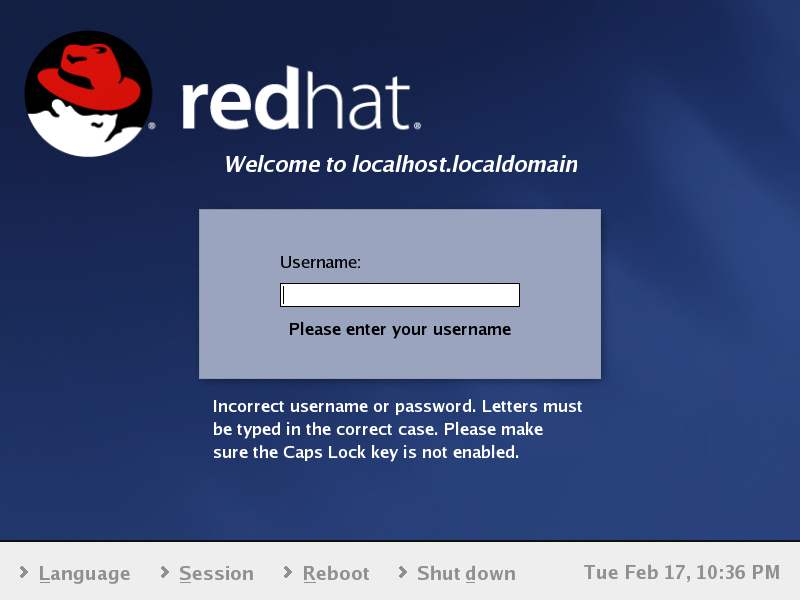 redhat.
Welcome to localhost.localdomain
Username:
Please enter your username
Incorrect username or password. Letters must
be typed in the correct case. Please make
sure the Caps Lock key is not enabled.
Language Session Reboot Shut down Tue Feb 17, 10:36 PM